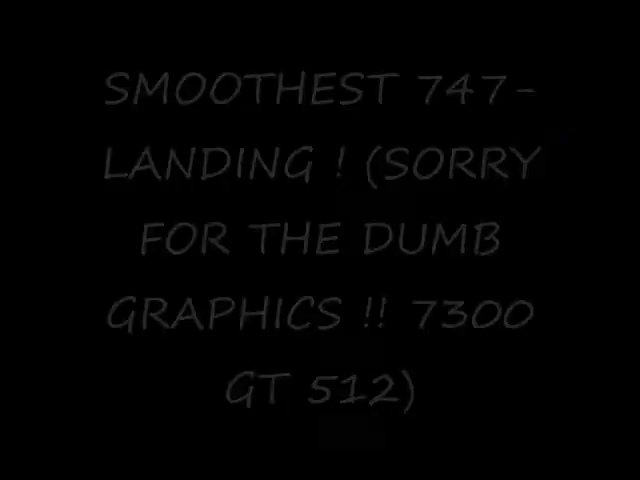 SMOOTHEST 747-
LANDING ! (SORRY
FOR THE DUMB
GRAPHICS !! 7300
GT 512)